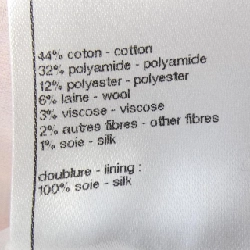 44% coton - cotton
32% polyamide - polyamide
12% polyester - polyester
6% laine - wool
3% viscose - viscose
2% autres fibres - other fibres
1% soie - silk
doublure - lining :
100% soie - silk